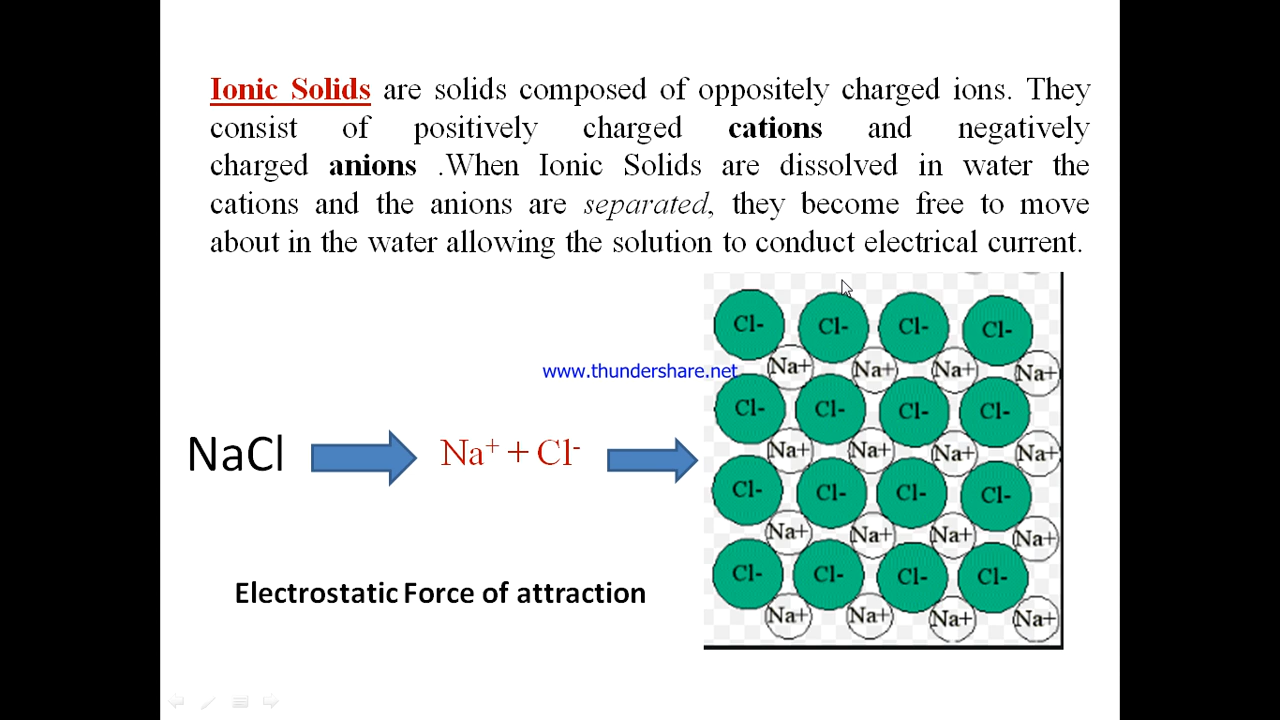 Ionic Solids are solids composed of oppositely charged ions. They
consist of positively charged cations and negatively
charged anions .When Ionic Solids are dissolved in water the
cations and the anions are separated, they become free to move
about in the water allowing the solution to conduct electrical current.
Cl- Cl- Cl- Cl-
www.thundershare.net
Na+ Na+ Na+ Na+
Cl- Cl- Cl- Cl-
NaCl
Na⁺ + Cl⁻
Na+ Na+ Na+ Na+
Cl- Cl- Cl- Cl-
Na+ Na+ Na+ Na+
Cl- Cl- Cl- Cl-
Electrostatic Force of attraction
Na+ Na+ Na+ Na+